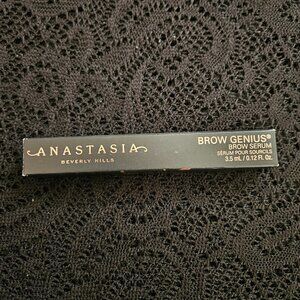 ANASTASIA
BEVERLY HILLS
BROW GENIUS®
BROW SERUM
SÉRUM POUR SOURCILS
3.5 mL / 0.12 Fl. Oz.